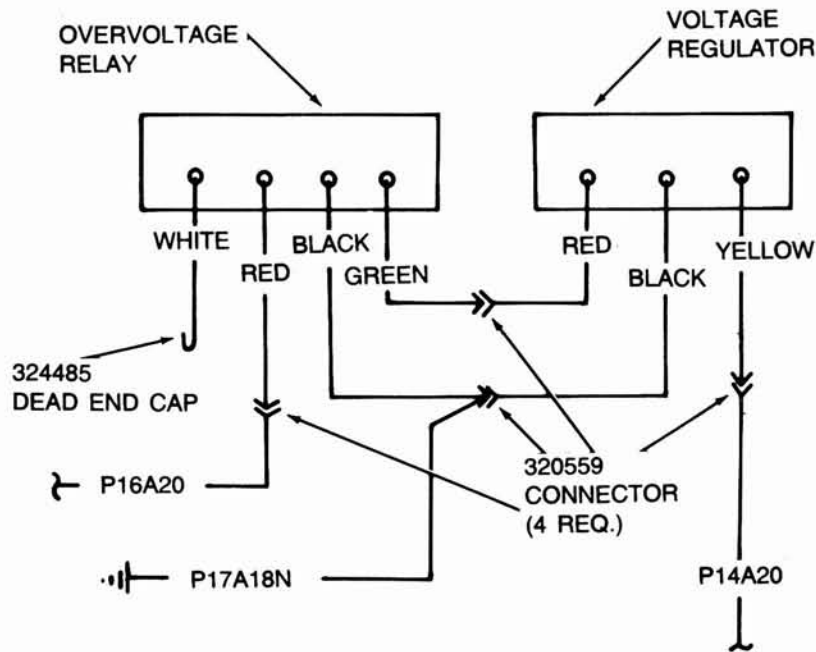 OVERVOLTAGE
RELAY
VOLTAGE
REGULATOR
WHITE
RED
BLACK
GREEN
RED
BLACK
YELLOW
324485
DEAD END CAP
320559
CONNECTOR
(4 REQ.)
P16A20
P17A18N
P14A20